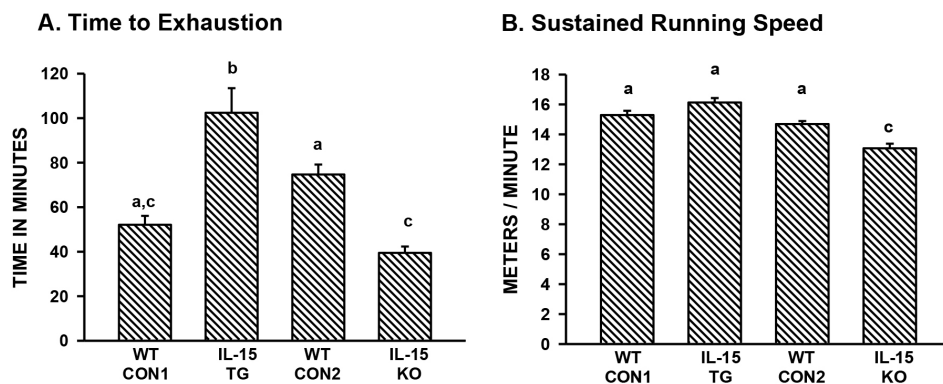 A. Time to Exhaustion
TIME IN MINUTES
120
100
80
60
40
20
0
a,c
b
a
c
WT
CON1
IL-15
TG
WT
CON2
IL-15
KO
B. Sustained Running Speed
METERS / MINUTE
18
16
14
12
10
8
6
4
2
0
a
a
a
c
WT
CON1
IL-15
TG
WT
CON2
IL-15
KO